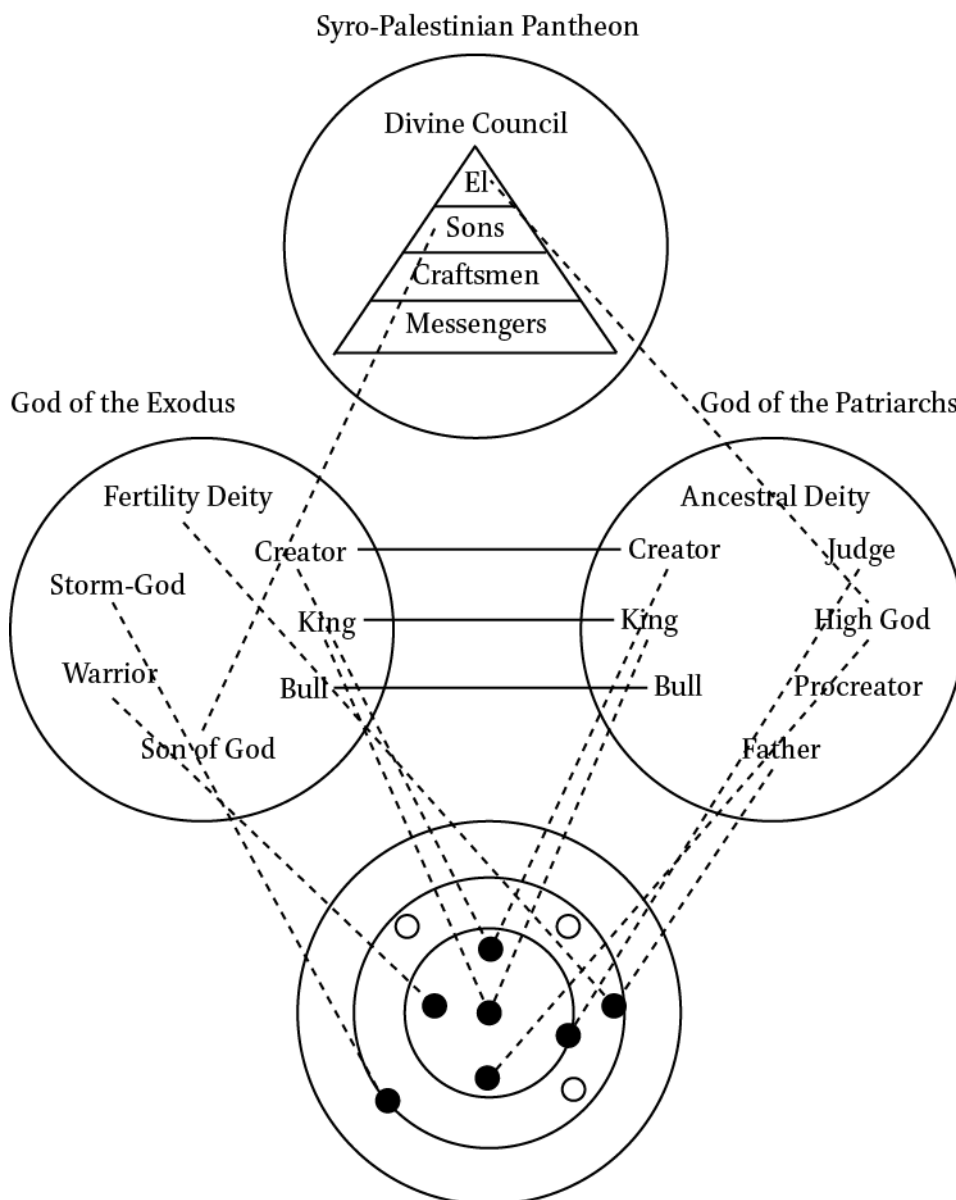 Syro-Palestinian Pantheon
Divine Council
El
Sons
Craftsmen
Messengers
God of the Exodus
Fertility Deity
Creator
Storm-God
King
Warrior
Bull
Son of God
God of the Patriarchs
Ancestral Deity
Creator
Judge
King
High God
Bull
Procreator
Father